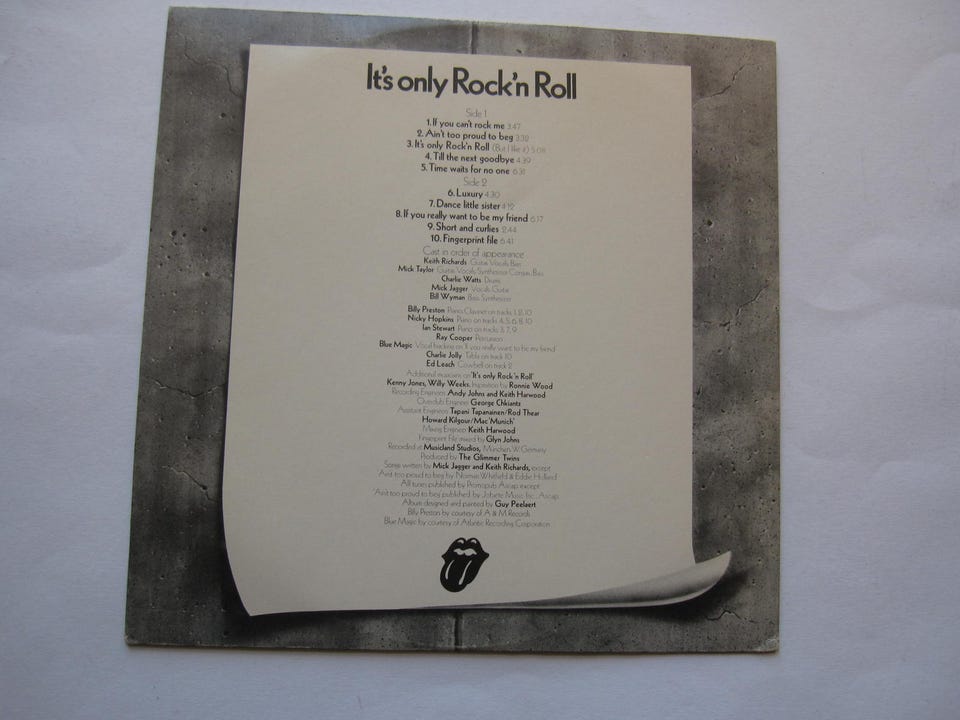 It's only Rock'n Roll
Side 1
1. If you can't rock me 3:47
2. Ain't too proud to beg 3:32
3. It's only Rock'n Roll (But I like it) 5:08
4. Till the next goodbye 4:39
5. Time waits for no one 6:31
Side 2
6. Luxury 4:30
7. Dance little sister 4:12
8. If you really want to be my friend 6:17
9. Short and curlies 2:44
10. Fingerprint file 6:41
Cast in order of appearance
Keith Richards Guitar Vocals Bass
Mick Taylor Guitar Vocals Synthesizer Congas Bass
Charlie Watts Drums
Mick Jagger Vocals Guitar
Bill Wyman Bass Synthesizer
Billy Preston Piano Clavinet on tracks 1, 2, 10
Nicky Hopkins Piano on tracks 4, 5, 6, 8, 10
Ian Stewart Piano on tracks 3, 7, 9
Ray Cooper Percussion
Blue Magic Vocal backing on If you really want to be my friend
Charlie Jolly Tabla on track 10
Ed Leach Cowbell on track 2
Additional musicians on 'It's only Rock'n Roll'
Kenny Jones, Willy Weeks. Inspiration by Ronnie Wood
Recording Engineers Andy Johns and Keith Harwood
Overdub Engineer George Chkiantz
Assistant Engineers Tapani Tapanainen/Rod Thear
Howard Kilgour/Mac 'Munich'
Mixing Engineer Keith Harwood
Fingerprint File mixed by Glyn Johns
Recorded at Musicland Studios, München, W. Germany
Produced by The Glimmer Twins
Songs written by Mick Jagger and Keith Richards, except
'Ain't too proud to beg' by Norman Whitfield & Eddie Holland
All tunes published by Promopub Ascap except
'Ain't too proud to beg' published by Jobete Music Inc., Ascap.
Album designed and painted by Guy Peelaert
Billy Preston by courtesy of A & M Records
Blue Magic by courtesy of Atlantic Recording Corporation